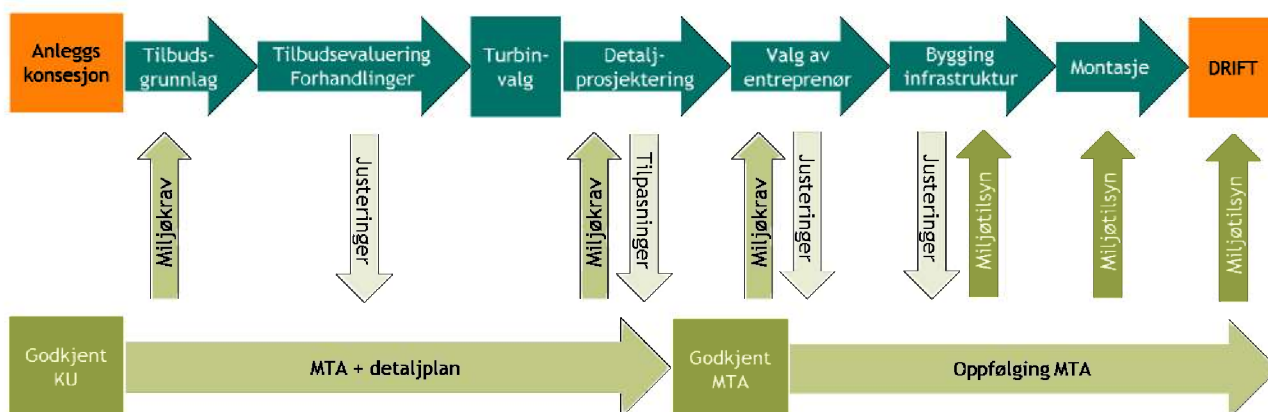 Anleggs
konsesjon
Tilbuds-
grunnlag
Tilbudsevaluering
Forhandlinger
Turbin-
valg
Detalj-
prosjektering
Valg av
entreprenør
Bygging
infrastruktur
Montasje
DRIFT
Miljøkrav
Justeringer
Miljøkrav
Tilpasninger
Miljøkrav
Justeringer
Justeringer
Miljøtilsyn
Miljøtilsyn
Miljøtilsyn
Godkjent
KU
MTA + detaljplan
Godkjent
MTA
Oppfølging MTA